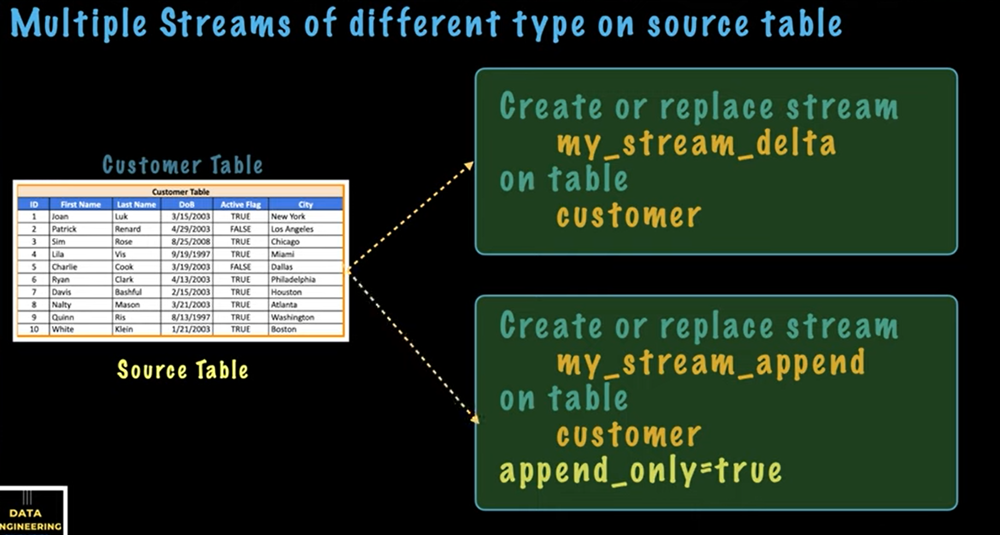 Multiple Streams of different type on source table
Customer Table
Customer Table
ID First Name Last Name DoB Active Flag City
1 Joan Luk 3/15/2003 TRUE New York
2 Patrick Renard 4/29/2003 FALSE Los Angeles
3 Sim Rose 8/25/2008 TRUE Chicago
4 Lila Vis 9/19/1997 TRUE Miami
5 Charlie Cook 3/19/2003 FALSE Dallas
6 Ryan Clark 4/13/2003 TRUE Philadelphia
7 Davis Bashful 2/15/2003 TRUE Houston
8 Nalty Mason 3/21/2003 TRUE Atlanta
9 Quinn Ris 8/13/1997 TRUE Washington
10 White Klein 1/21/2003 TRUE Boston
Source Table
Create or replace stream
my_stream_delta
on table
customer
Create or replace stream
my_stream_append
on table
customer
append_only=true
DATA
NGINEERING